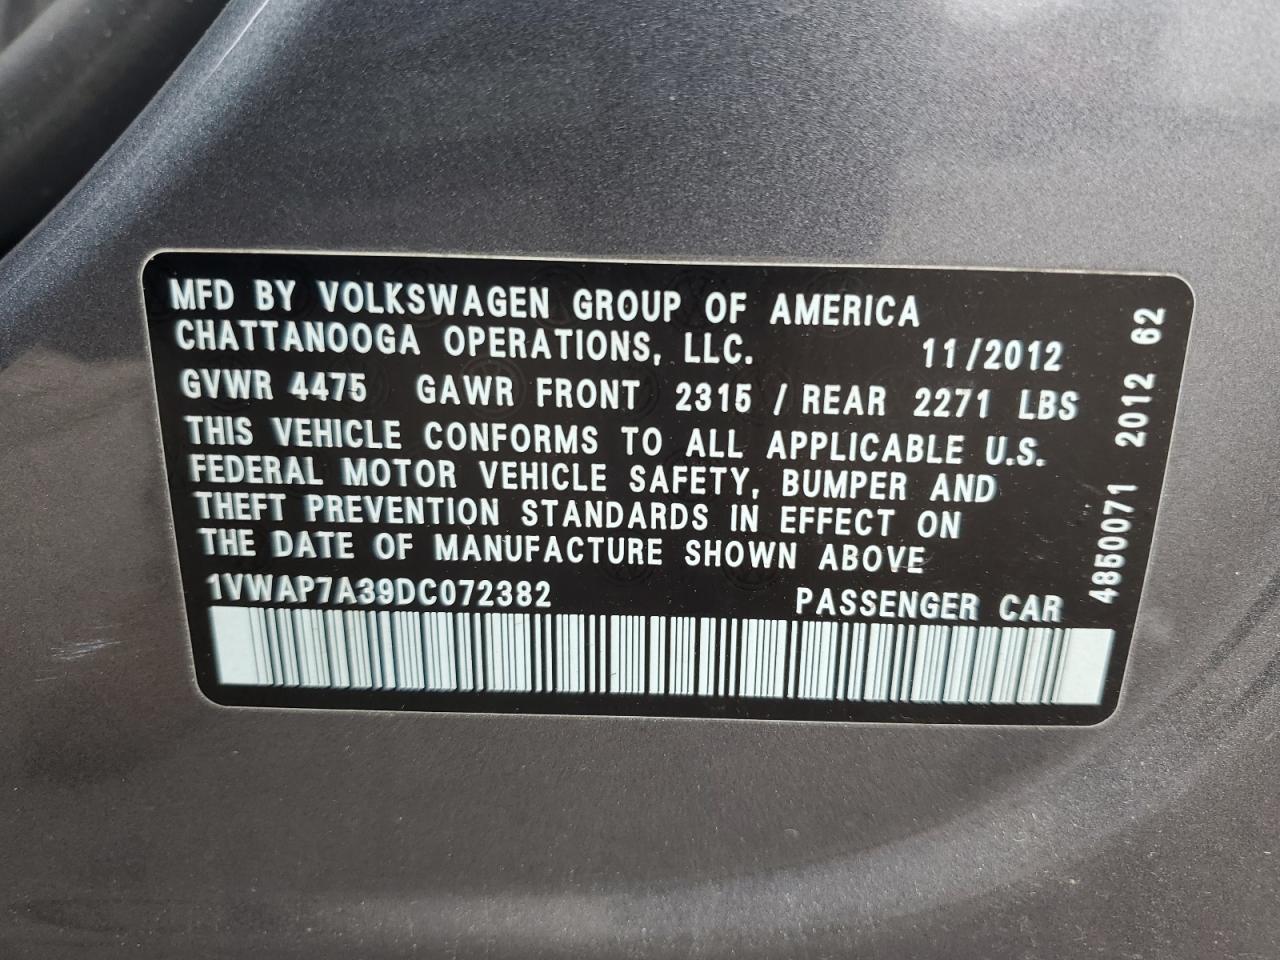 MFD BY VOLKSWAGEN GROUP OF AMERICA
CHATTANOOGA OPERATIONS, LLC. 11/2012
GVWR 4475 GAWR FRONT 2315 / REAR 2271 LBS
THIS VEHICLE CONFORMS TO ALL APPLICABLE U.S.
FEDERAL MOTOR VEHICLE SAFETY, BUMPER AND
THEFT PREVENTION STANDARDS IN EFFECT ON
THE DATE OF MANUFACTURE SHOWN ABOVE
1VWAP7A39DC072382 PASSENGER CAR
4850071 2012 62